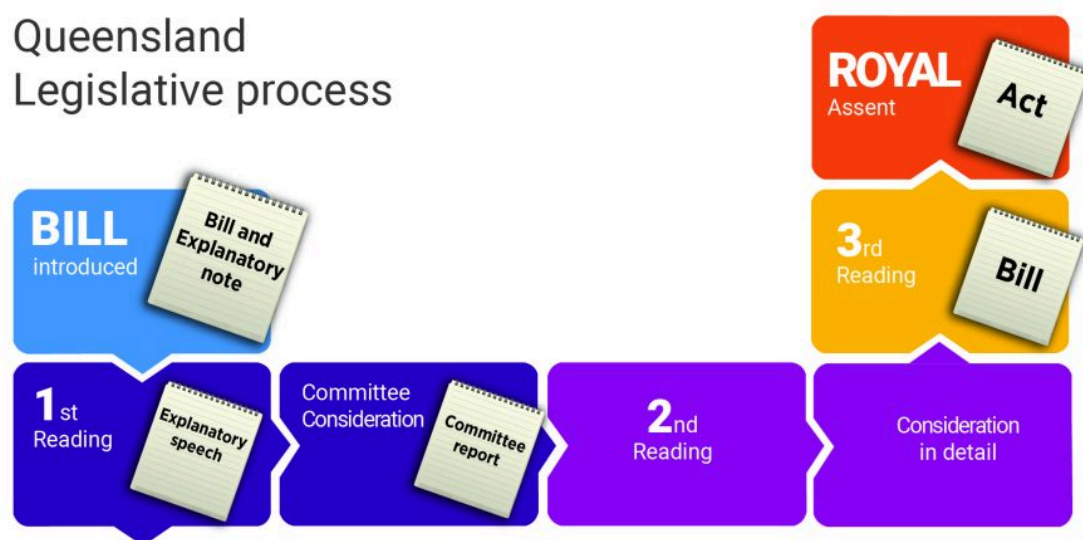 Queensland
Legislative process
BILL
introduced
Bill and
Explanatory
note
1st
Reading
Explanatory
speech
Committee
Consideration
Committee
report
2nd
Reading
Consideration
in detail
3rd
Reading
Bill
ROYAL
Assent
Act